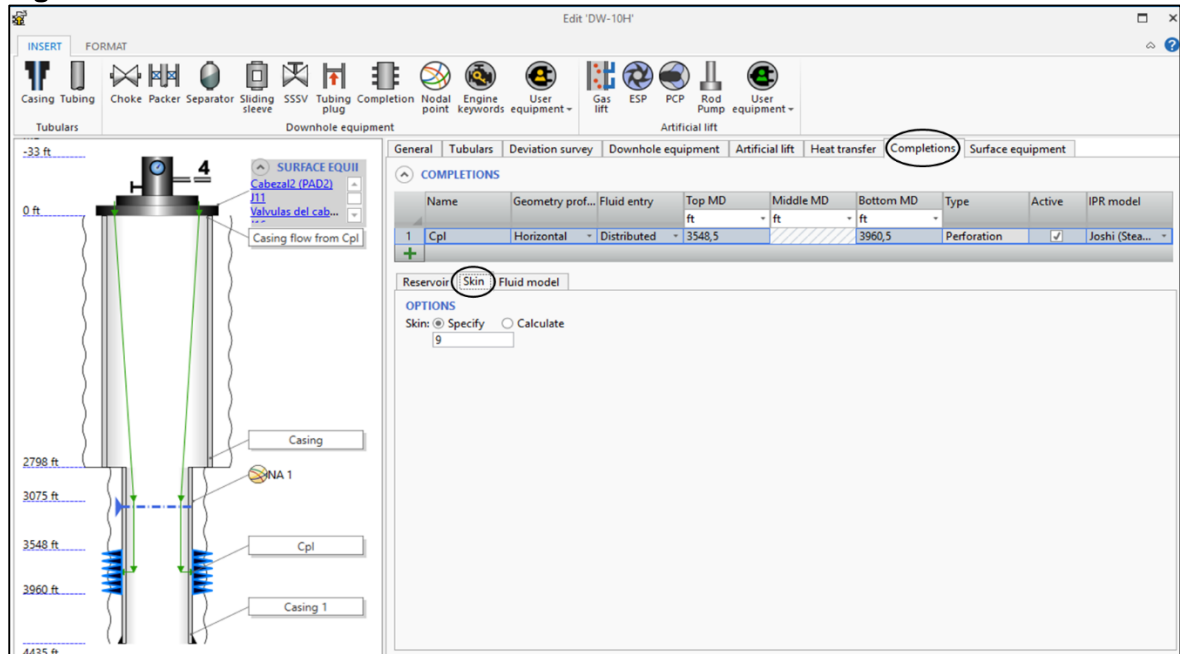 Edit 'DW-10H'
INSERT FORMAT
Casing Tubing Choke Packer Separator Sliding sleeve SSSV Tubing plug Completion Nodal point Engine keywords User equipment Gas lift ESP PCP Rod Pump User equipment
Tubulars Downhole equipment Artificial lift
-33 ft
4
SURFACE EQUII
Cabezal2 (PAD2)
J11
Valvulas del cab...
0 ft
Casing flow from Cpl
Casing
2798 ft
NA 1
3075 ft
3548 ft
Cpl
3960 ft
Casing 1
4435 ft
General Tubulars Deviation survey Downhole equipment Artificial lift Heat transfer Completions Surface equipment
COMPLETIONS
Name Geometry prof... Fluid entry Top MD Middle MD Bottom MD Type Active IPR model
ft ft ft
1 Cpl Horizontal Distributed 3548,5 3960,5 Perforation Joshi (Stea...
Reservoir Skin Fluid model
OPTIONS
Skin: Specify Calculate
9